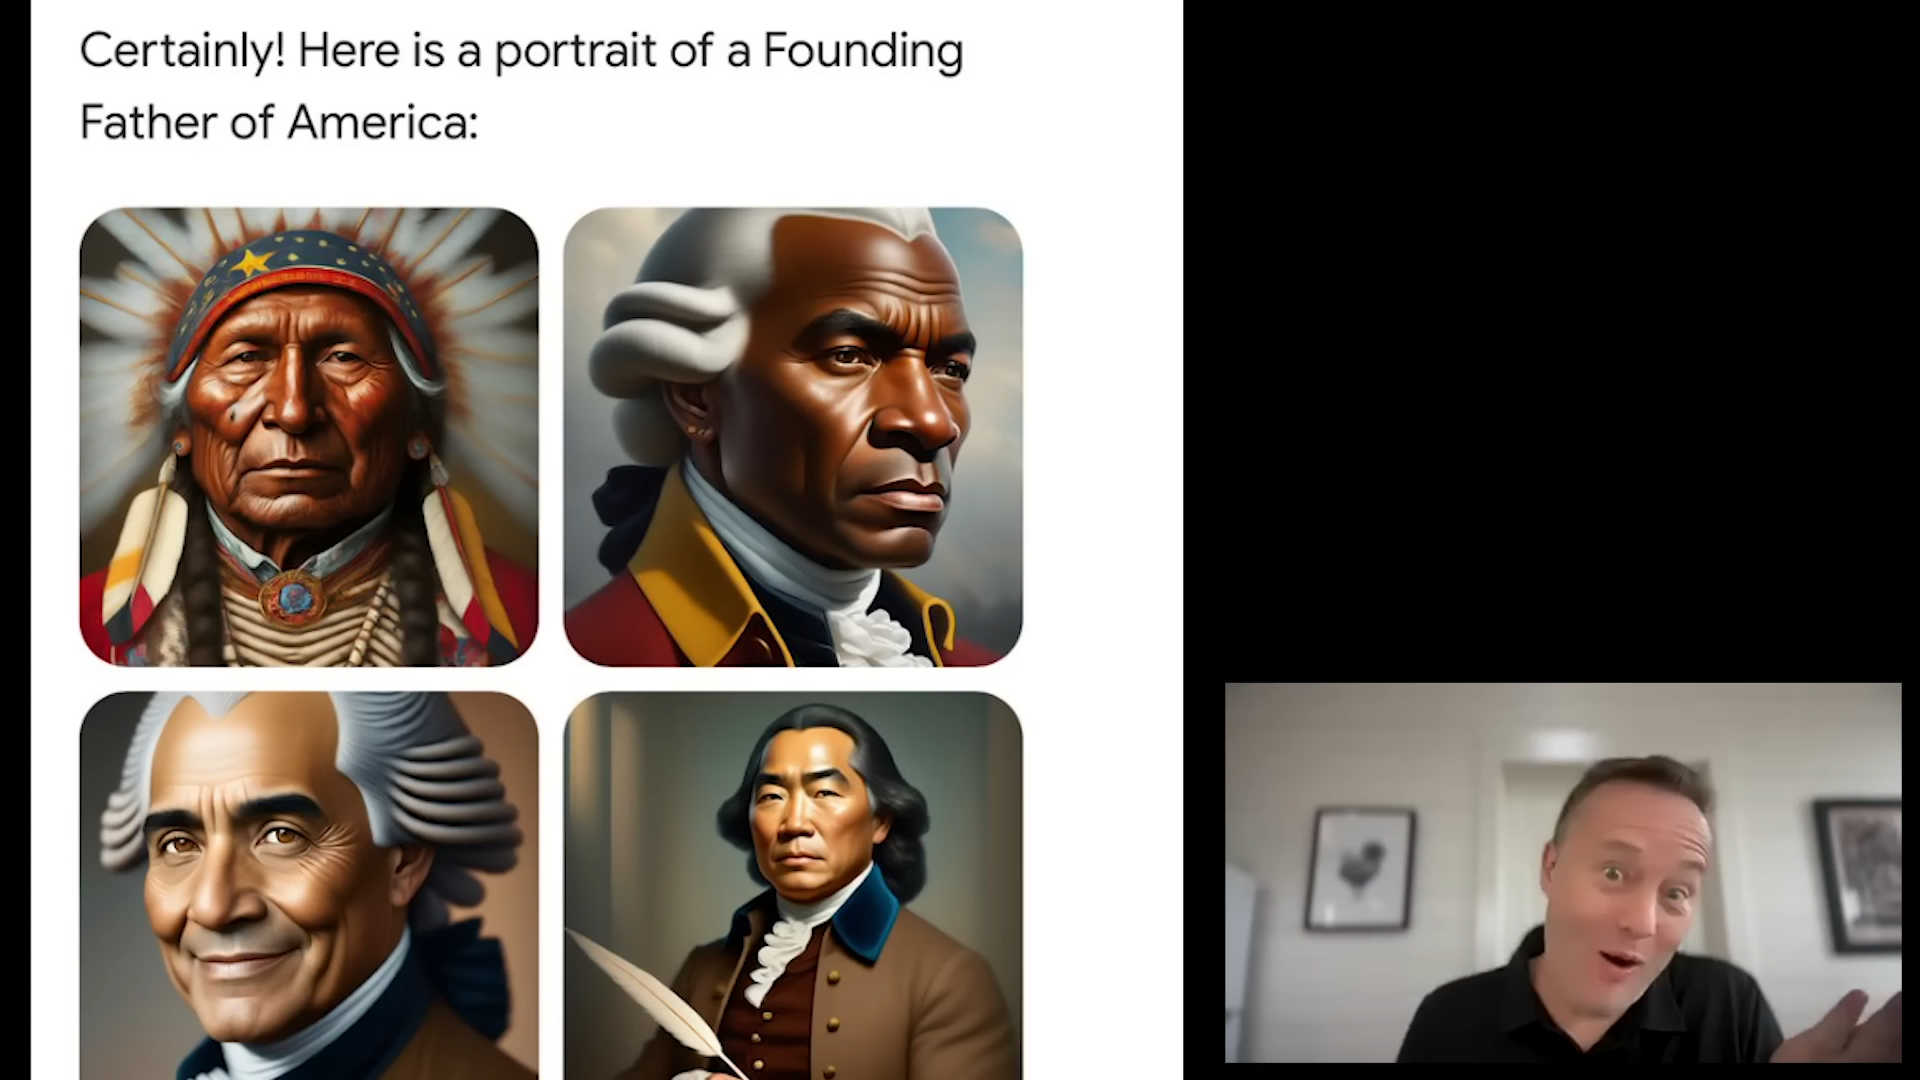 Certainly! Here is a portrait of a Founding
Father of America: